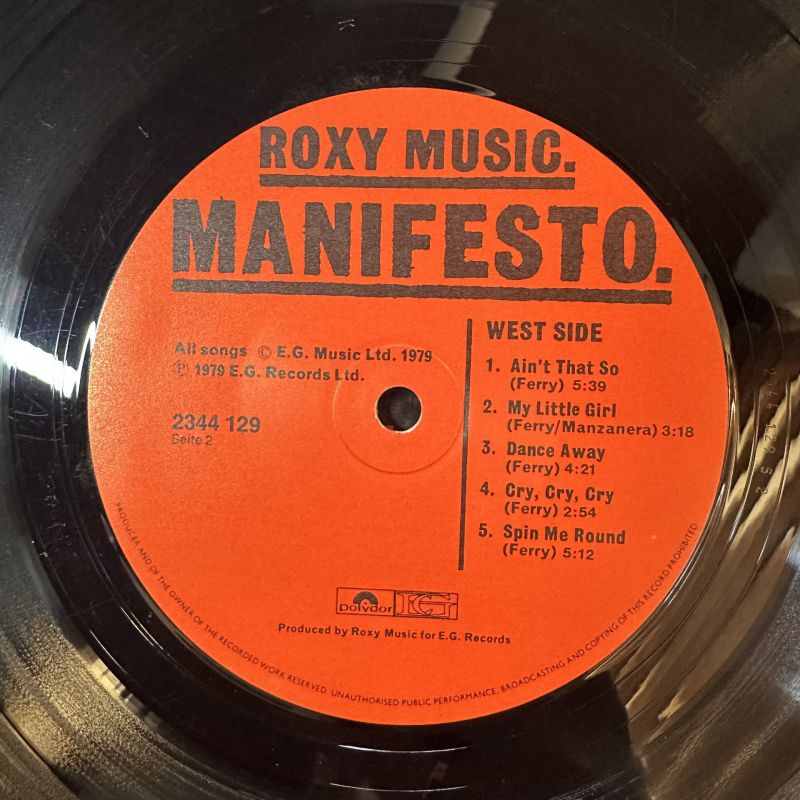 ROXY MUSIC.
MANIFESTO.
All songs © E.G. Music Ltd. 1979
℗ 1979 E.G. Records Ltd.
2344 129
Seite 2
WEST SIDE
1. Ain't That So
(Ferry) 5:39
2. My Little Girl
(Ferry/Manzanera) 3:18
3. Dance Away
(Ferry) 4:21
4. Cry, Cry, Cry
(Ferry) 2:54
5. Spin Me Round
(Ferry) 5:12
Polydor EG
Produced by Roxy Music for E.G. Records
PRODUCER AND OF THE OWNER OF THE RECORDED WORK RESERVED. UNAUTHORISED PUBLIC PERFORMANCE, BROADCASTING AND COPYING OF THIS RECORD PROHIBITED
K